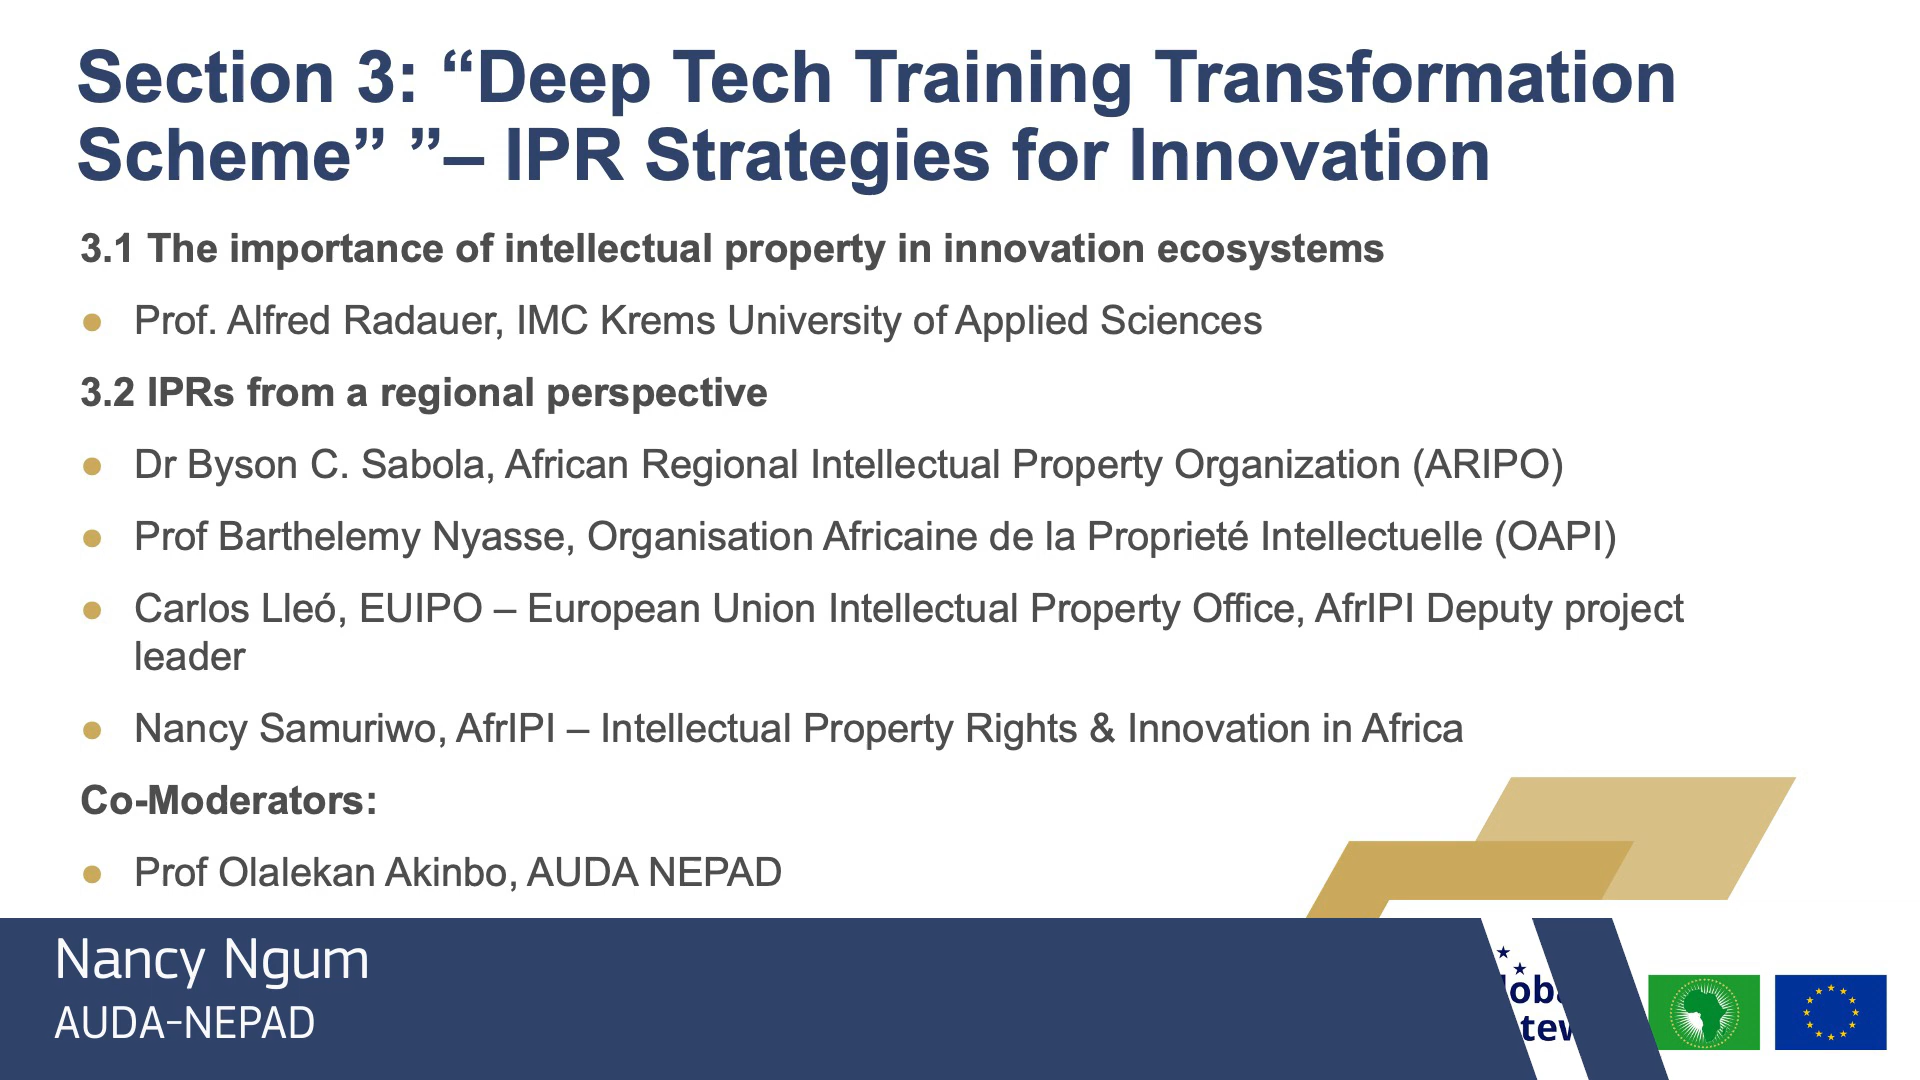 Section 3: “Deep Tech Training Transformation
Scheme” ”– IPR Strategies for Innovation
3.1 The importance of intellectual property in innovation ecosystems
● Prof. Alfred Radauer, IMC Krems University of Applied Sciences
3.2 IPRs from a regional perspective
● Dr Byson C. Sabola, African Regional Intellectual Property Organization (ARIPO)
● Prof Barthelemy Nyasse, Organisation Africaine de la Proprieté Intellectuelle (OAPI)
● Carlos Lleó, EUIPO – European Union Intellectual Property Office, AfrIPI Deputy project
leader
● Nancy Samuriwo, AfrIPI – Intellectual Property Rights & Innovation in Africa
Co-Moderators:
● Prof Olalekan Akinbo, AUDA NEPAD
Nancy Ngum
AUDA-NEPAD